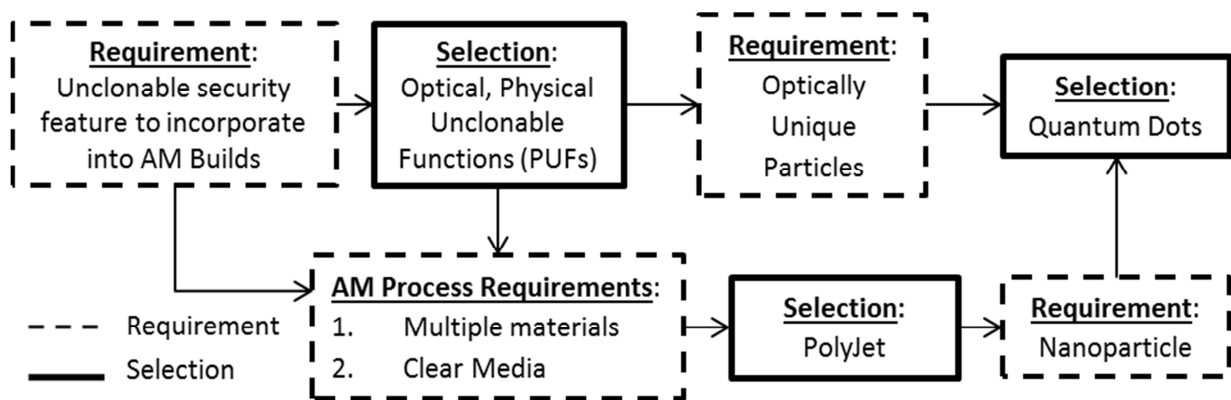 Requirement:
Unclonable security
feature to incorporate
into AM Builds
Selection:
Optical, Physical
Unclonable
Functions (PUFs)
Requirement:
Optically
Unique
Particles
Selection:
Quantum Dots
AM Process Requirements:
1. Multiple materials
2. Clear Media
Selection:
PolyJet
Requirement:
Nanoparticle
Requirement
Selection